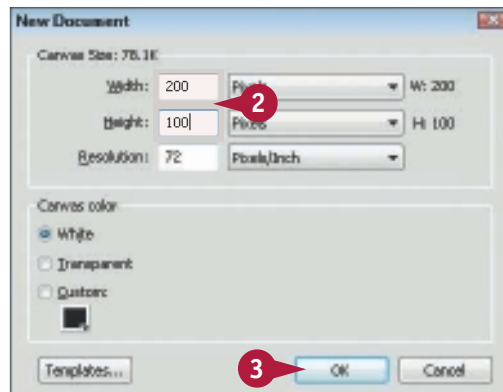 New Document
Canvas Size: 78.1K
Width: 200 Pixels W: 200
2
Height: 100 Pixels H: 100
Resolution: 72 Pixels/Inch
Canvas color
White
Transparent
Custom:
Templates... 3 OK Cancel